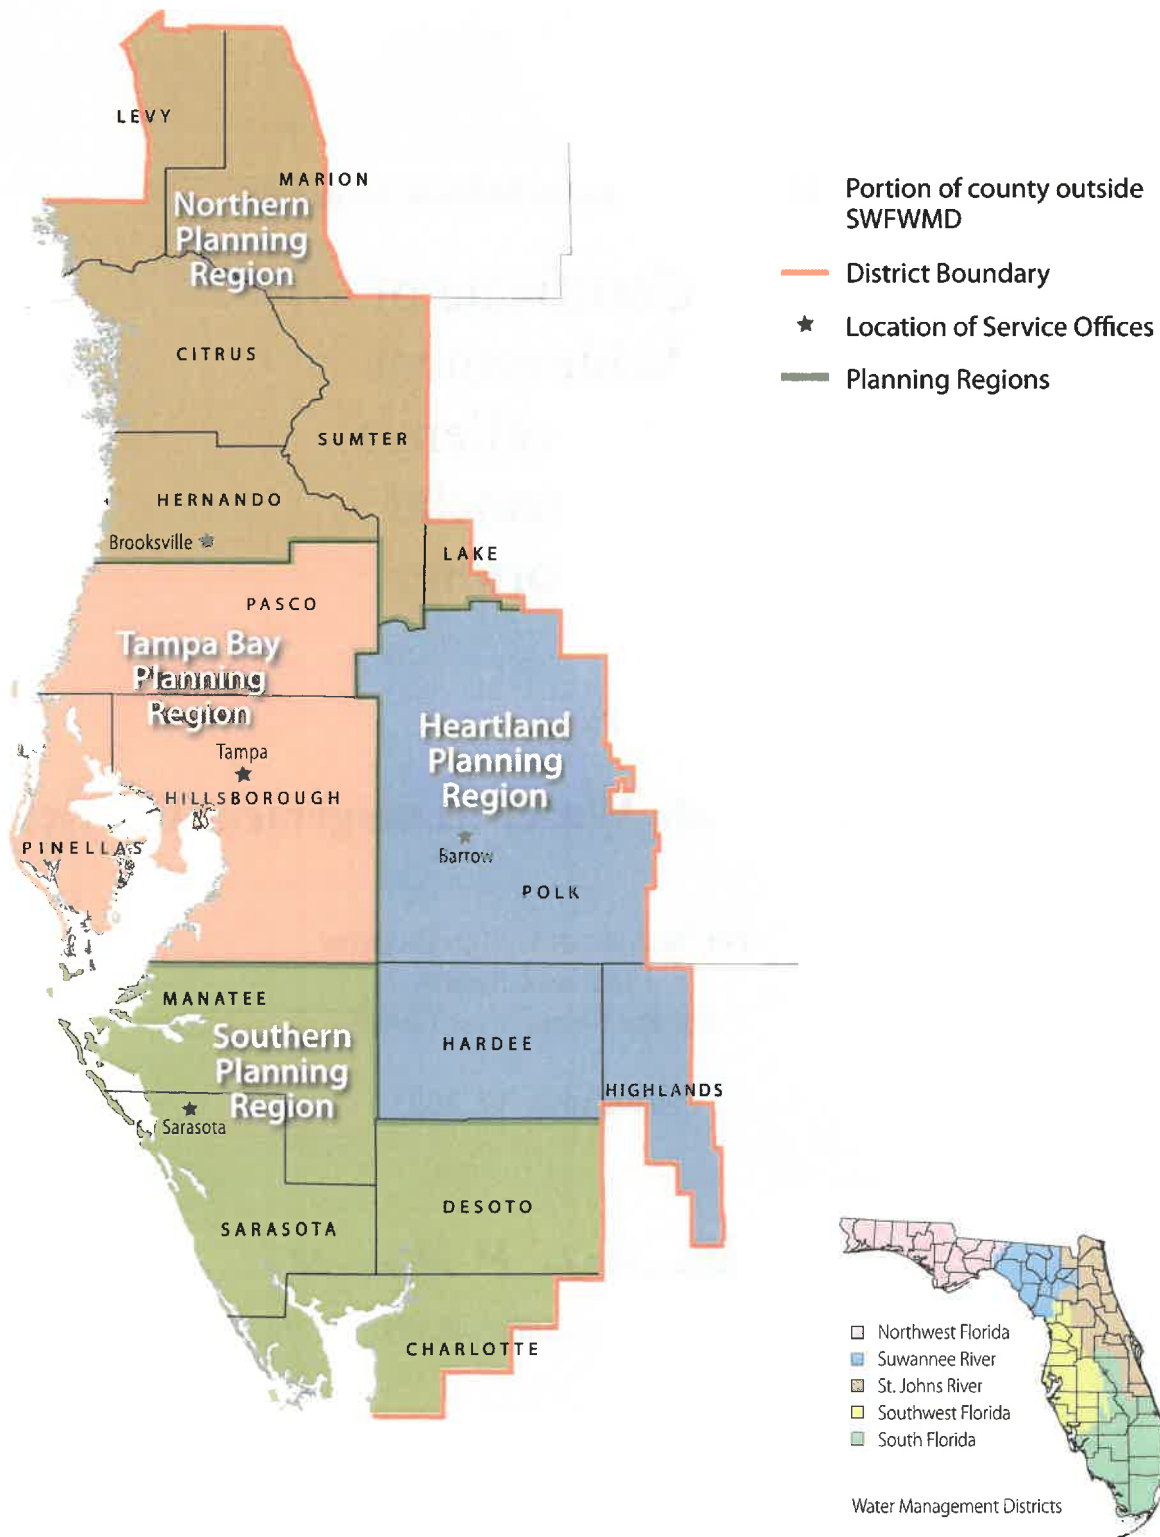 LEVY
MARION
Northern
Planning
Region
CITRUS
SUMTER
HERNANDO
Brooksville
LAKE
PASCO
Tampa Bay
Planning
Region
Tampa
HILLSBOROUGH
PINELLAS
Heartland
Planning
Region
Barrow
POLK
MANATEE
Southern
Planning
Region
HARDEE
HIGHLANDS
Sarasota
DESOTO
SARASOTA
CHARLOTTE
Portion of county outside
SWFWMD
District Boundary
Location of Service Offices
Planning Regions
Northwest Florida
Suwannee River
St. Johns River
Southwest Florida
South Florida
Water Management Districts